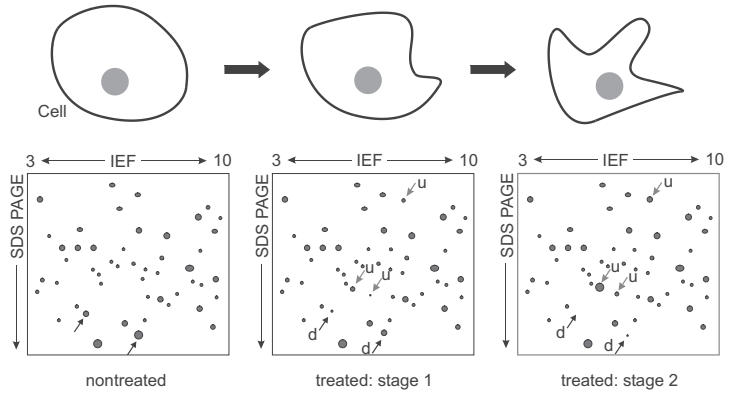 Cell
3 IEF 10
SDS PAGE
nontreated
3 IEF 10
SDS PAGE
u
u
u
d
d
treated: stage 1
3 IEF 10
SDS PAGE
u
u
u
d
d
treated: stage 2